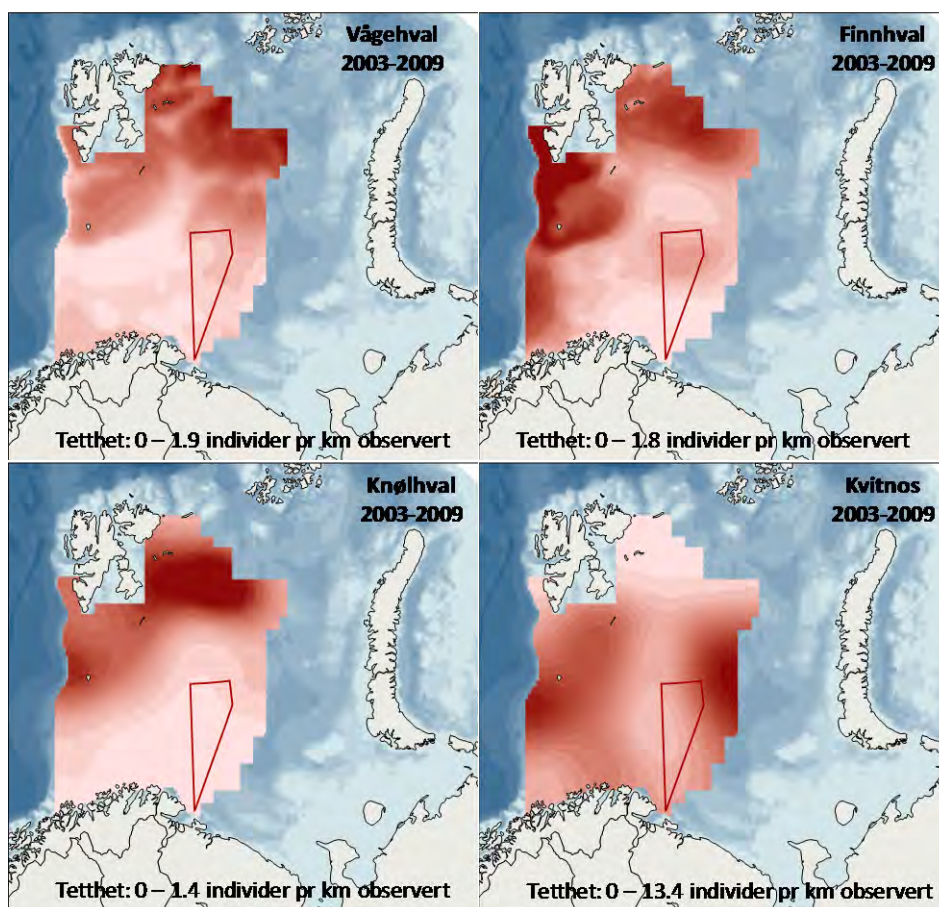 Vågehval
2003-2009
Tetthet: 0 – 1.9 individer pr km observert
Finnhval
2003-2009
Tetthet: 0 – 1.8 individer pr km observert
Knølhval
2003-2009
Tetthet: 0 – 1.4 individer pr km observert
Kvitnos
2003-2009
Tetthet: 0 – 13.4 individer pr km observert